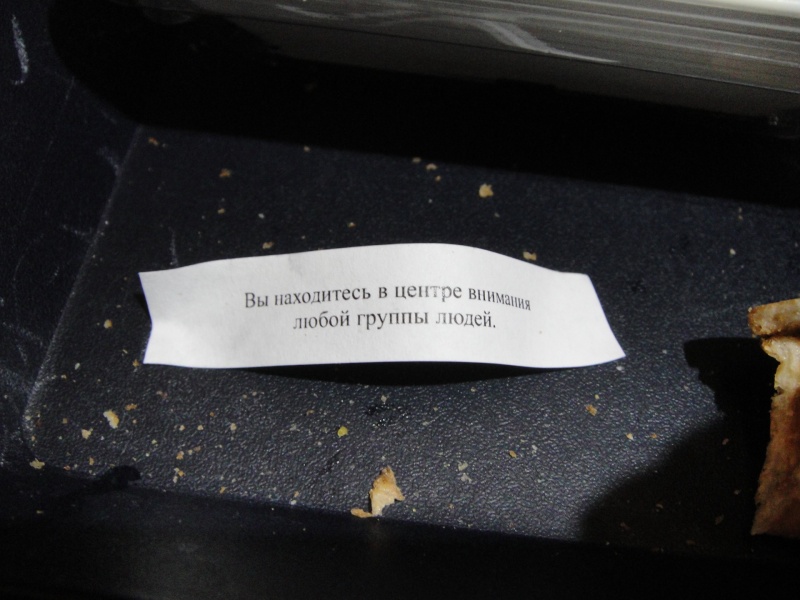 Вы находитесь в центре внимания
любой группы людей.